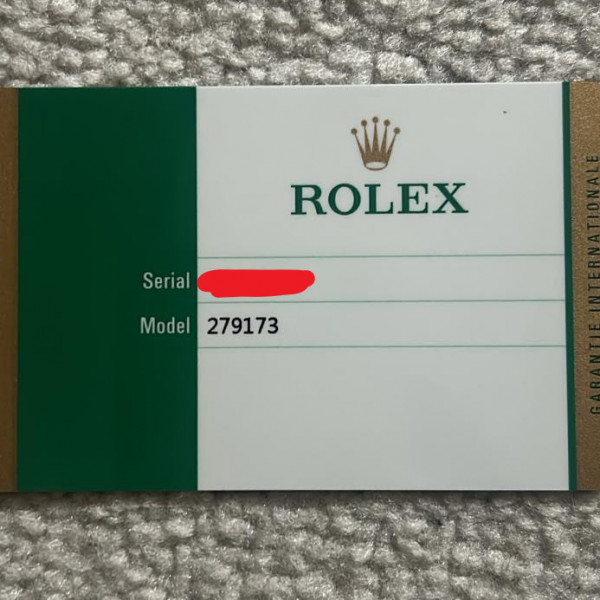 ROLEX
Serial
Model 279173
GARANTIE INTERNATIONALE